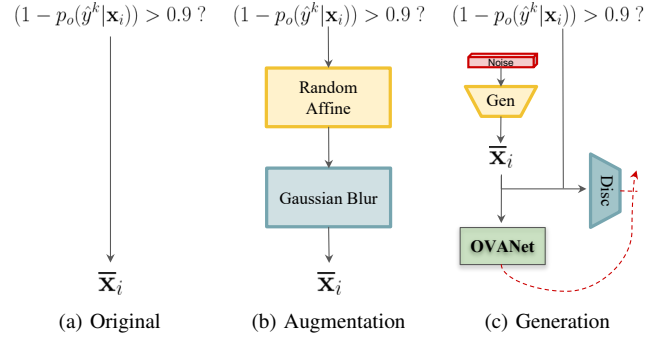 (1 − p_o(ŷ^k|𝐱_i)) > 0.9 ?
Random
Affine
Gaussian Blur
x̅_i
(a) Original
(1 − p_o(ŷ^k|𝐱_i)) > 0.9 ?
x̅_i
(b) Augmentation
(1 − p_o(ŷ^k|𝐱_i)) > 0.9 ?
Noise
Gen
x̅_i
Disc
OVANet
(c) Generation